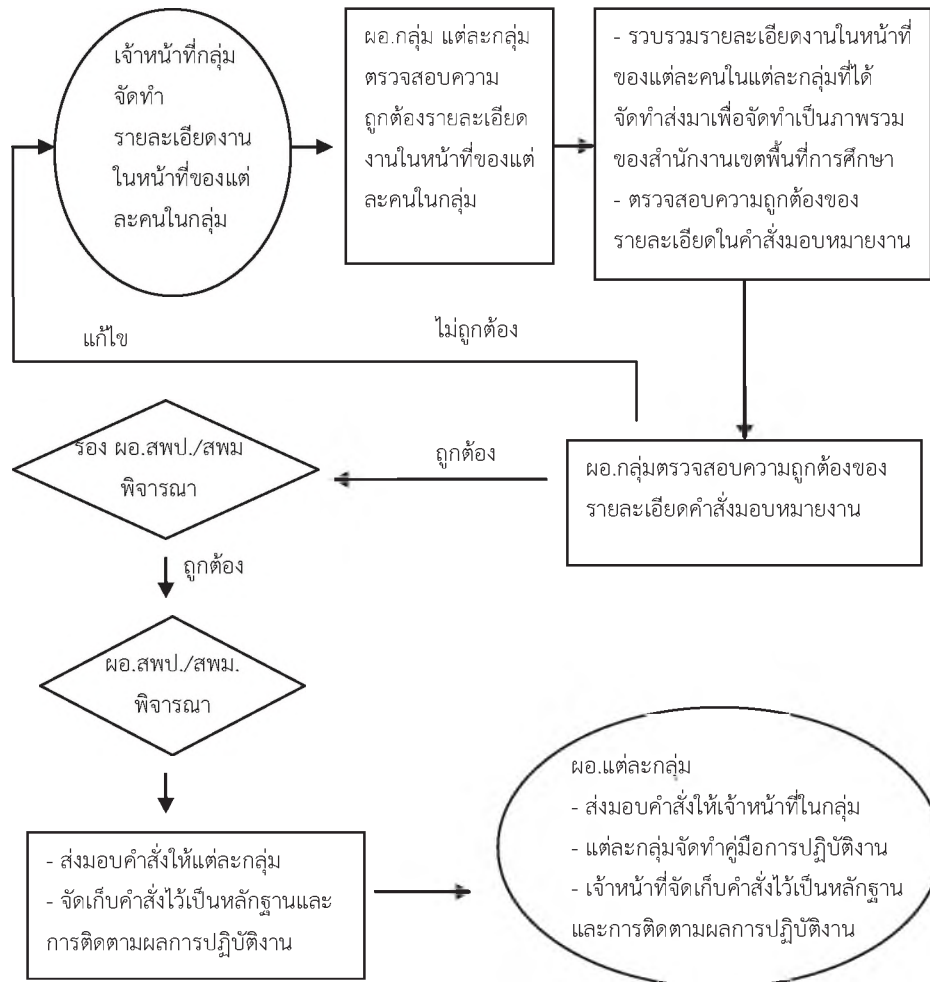 เจ้าหน้าที่กลุ่ม
จัดทำ
รายละเอียดงาน
ในหน้าที่ของแต่
ละคนในกลุ่ม
ผอ.กลุ่ม แต่ละกลุ่ม
ตรวจสอบความ
ถูกต้องรายละเอียด
งานในหน้าที่ของแต่
ละคนในกลุ่ม
- รวบรวมรายละเอียดงานในหน้าที่
ของแต่ละคนในแต่ละกลุ่มที่ได้
จัดทำส่งมาเพื่อจัดทำเป็นภาพรวม
ของสำนักงานเขตพื้นที่การศึกษา
- ตรวจสอบความถูกต้องของ
รายละเอียดในคำสั่งมอบหมายงาน
แก้ไข
ไม่ถูกต้อง
รอง ผอ.สพป./สพม
พิจารณา
ถูกต้อง
ผอ.กลุ่มตรวจสอบความถูกต้องของ
รายละเอียดคำสั่งมอบหมายงาน
ถูกต้อง
ผอ.สพป./สพม.
พิจารณา
- ส่งมอบคำสั่งให้แต่ละกลุ่ม
- จัดเก็บคำสั่งไว้เป็นหลักฐานและ
การติดตามผลการปฏิบัติงาน
ผอ.แต่ละกลุ่ม
- ส่งมอบคำสั่งให้เจ้าหน้าที่ในกลุ่ม
- แต่ละกลุ่มจัดทำคู่มือการปฏิบัติงาน
- เจ้าหน้าที่จัดเก็บคำสั่งไว้เป็นหลักฐาน
และการติดตามผลการปฏิบัติงาน